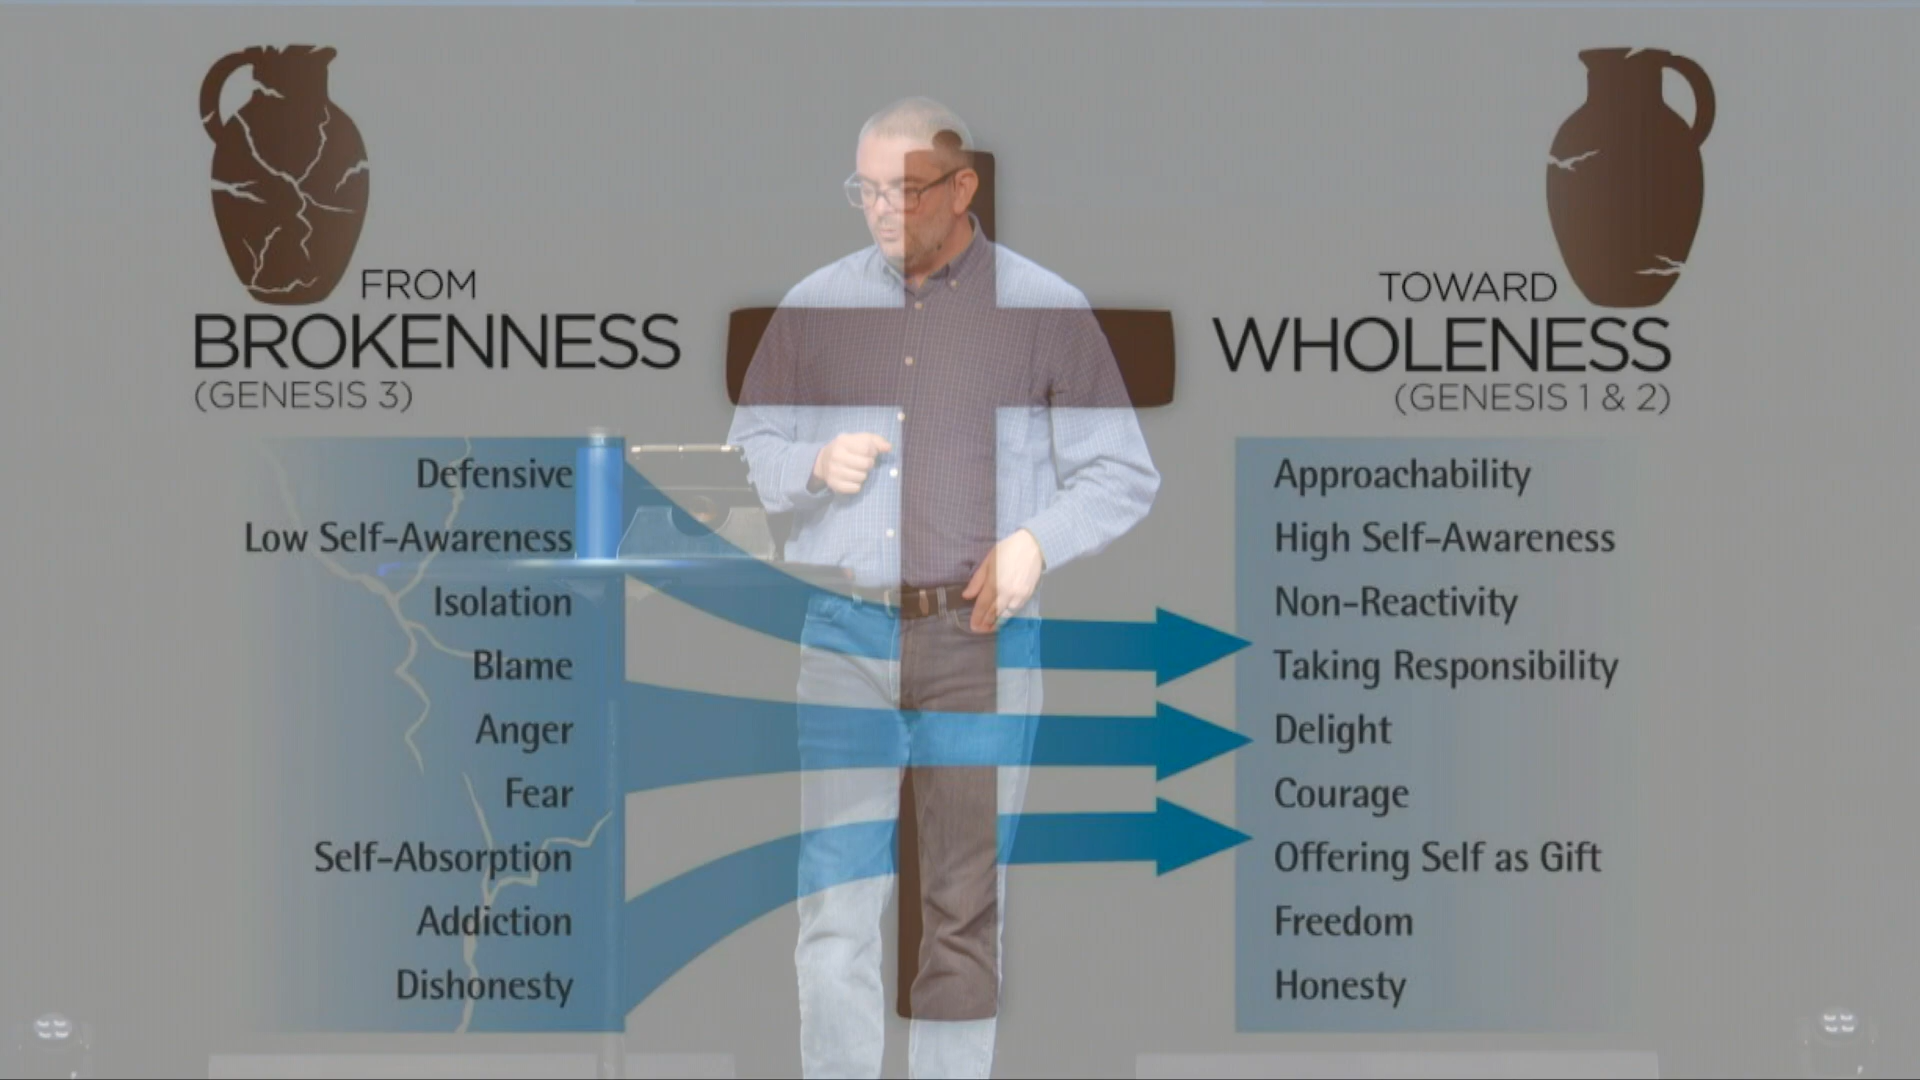 FROM
BROKENNESS
(GENESIS 3)
Defensive
Low Self-Awareness
Isolation
Blame
Anger
Fear
Self-Absorption
Addiction
Dishonesty
TOWARD
WHOLENESS
(GENESIS 1 & 2)
Approachability
High Self-Awareness
Non-Reactivity
Taking Responsibility
Delight
Courage
Offering Self as Gift
Freedom
Honesty